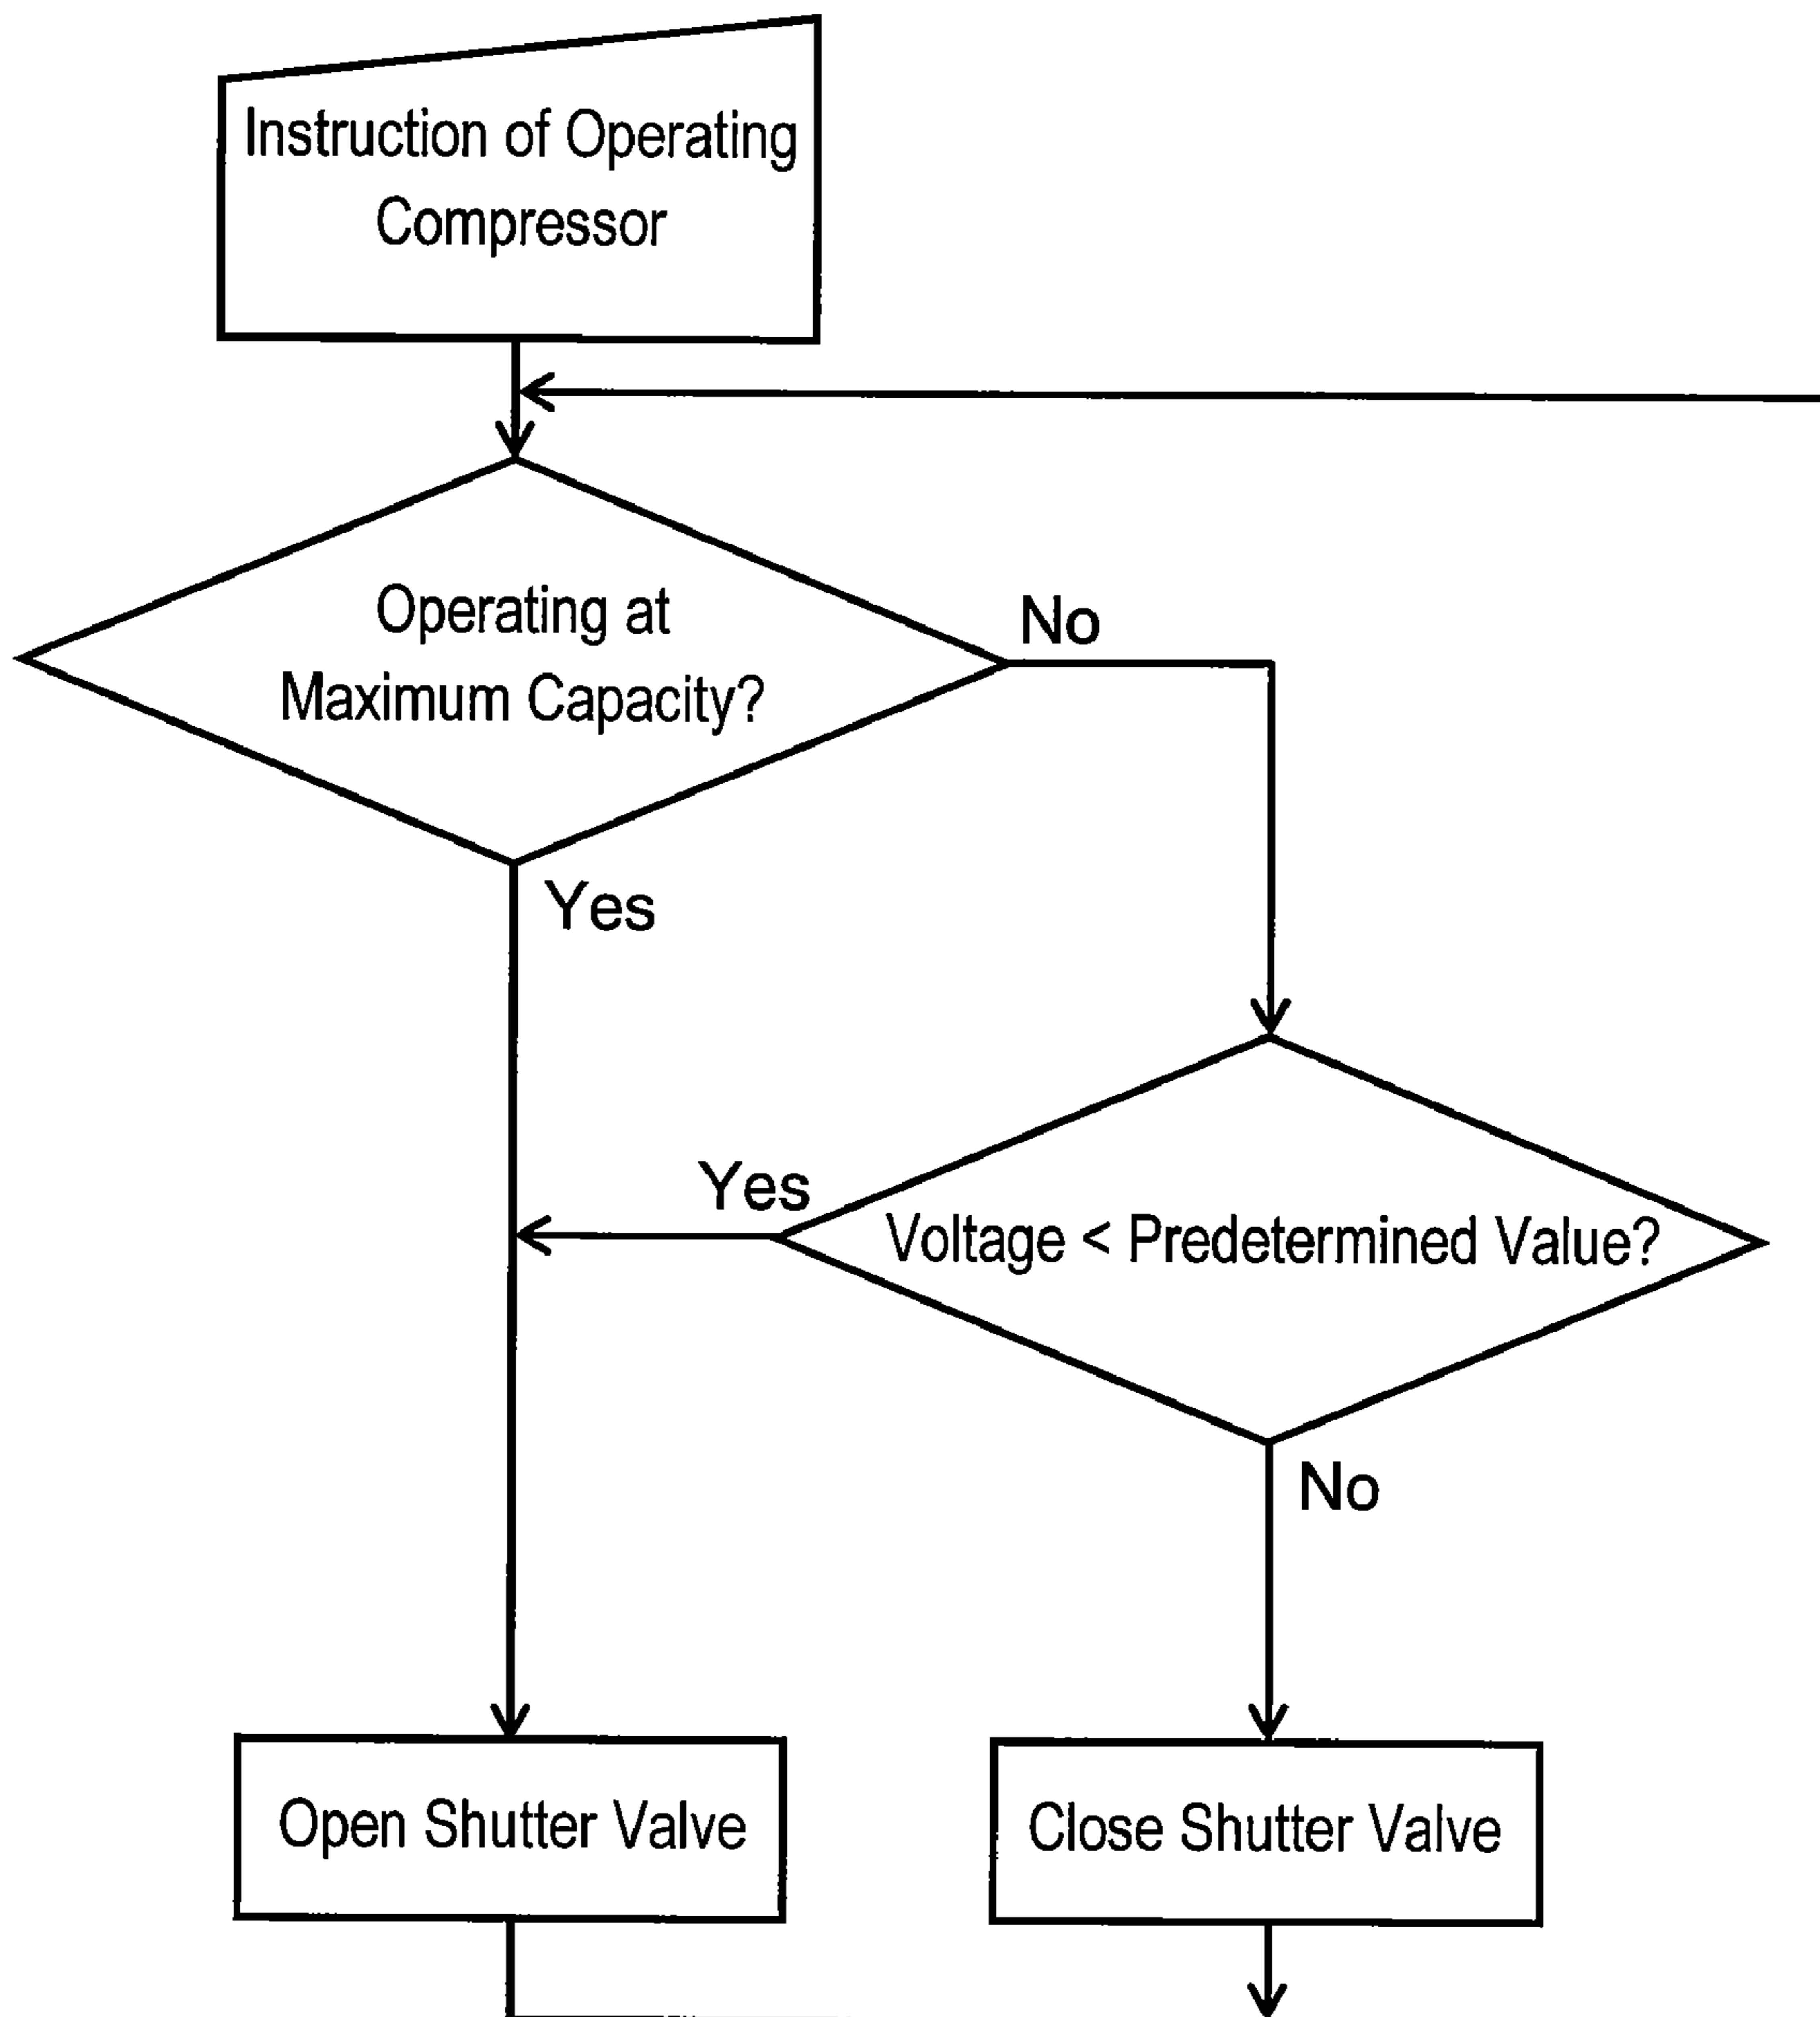 Instruction of Operating
Compressor
Operating at
Maximum Capacity?
No
Yes
Yes
Voltage < Predetermined Value?
No
Open Shutter Valve
Close Shutter Valve